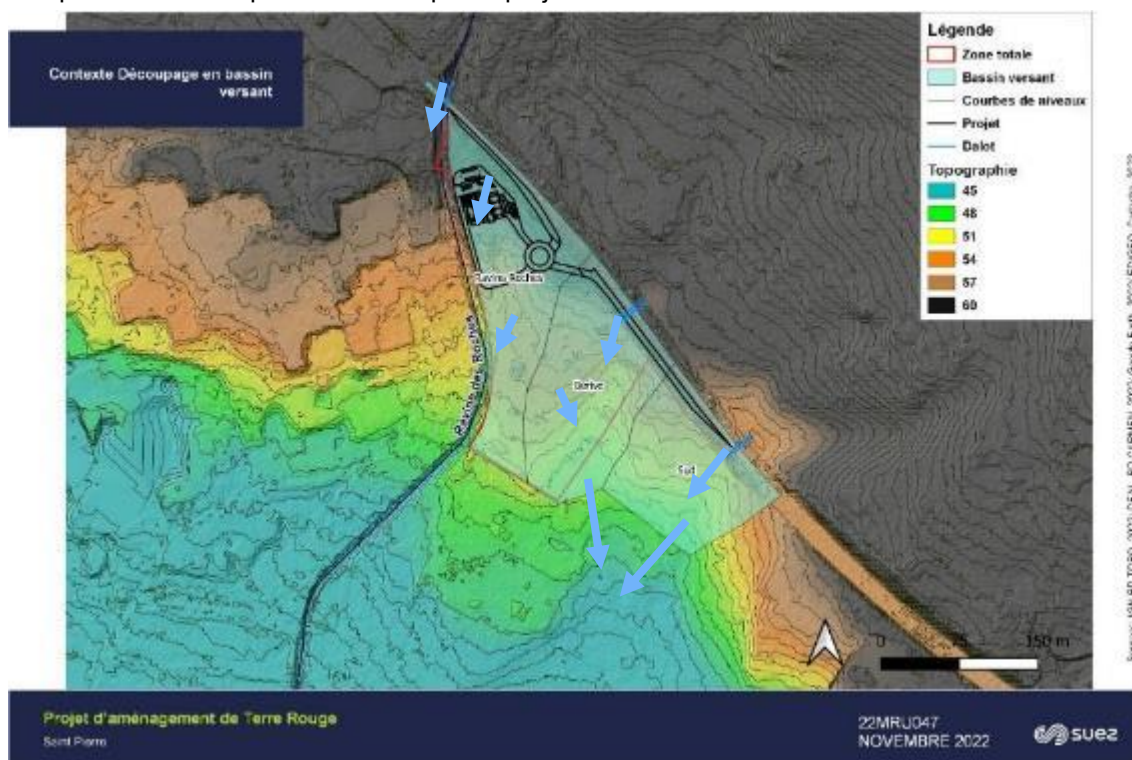 Contexte Découpage en bassin
versant
Légende
Zone totale
Bassin versant
Courbes de niveaux
Projet
Dalot
Topographie
45
48
51
54
57
60
Ravine Roches
Ravine des Roches
Sud
0
75
150 m
Projet d'aménagement de Terre Rouge
Saint Pierre
22MRU047
NOVEMBRE 2022
suez